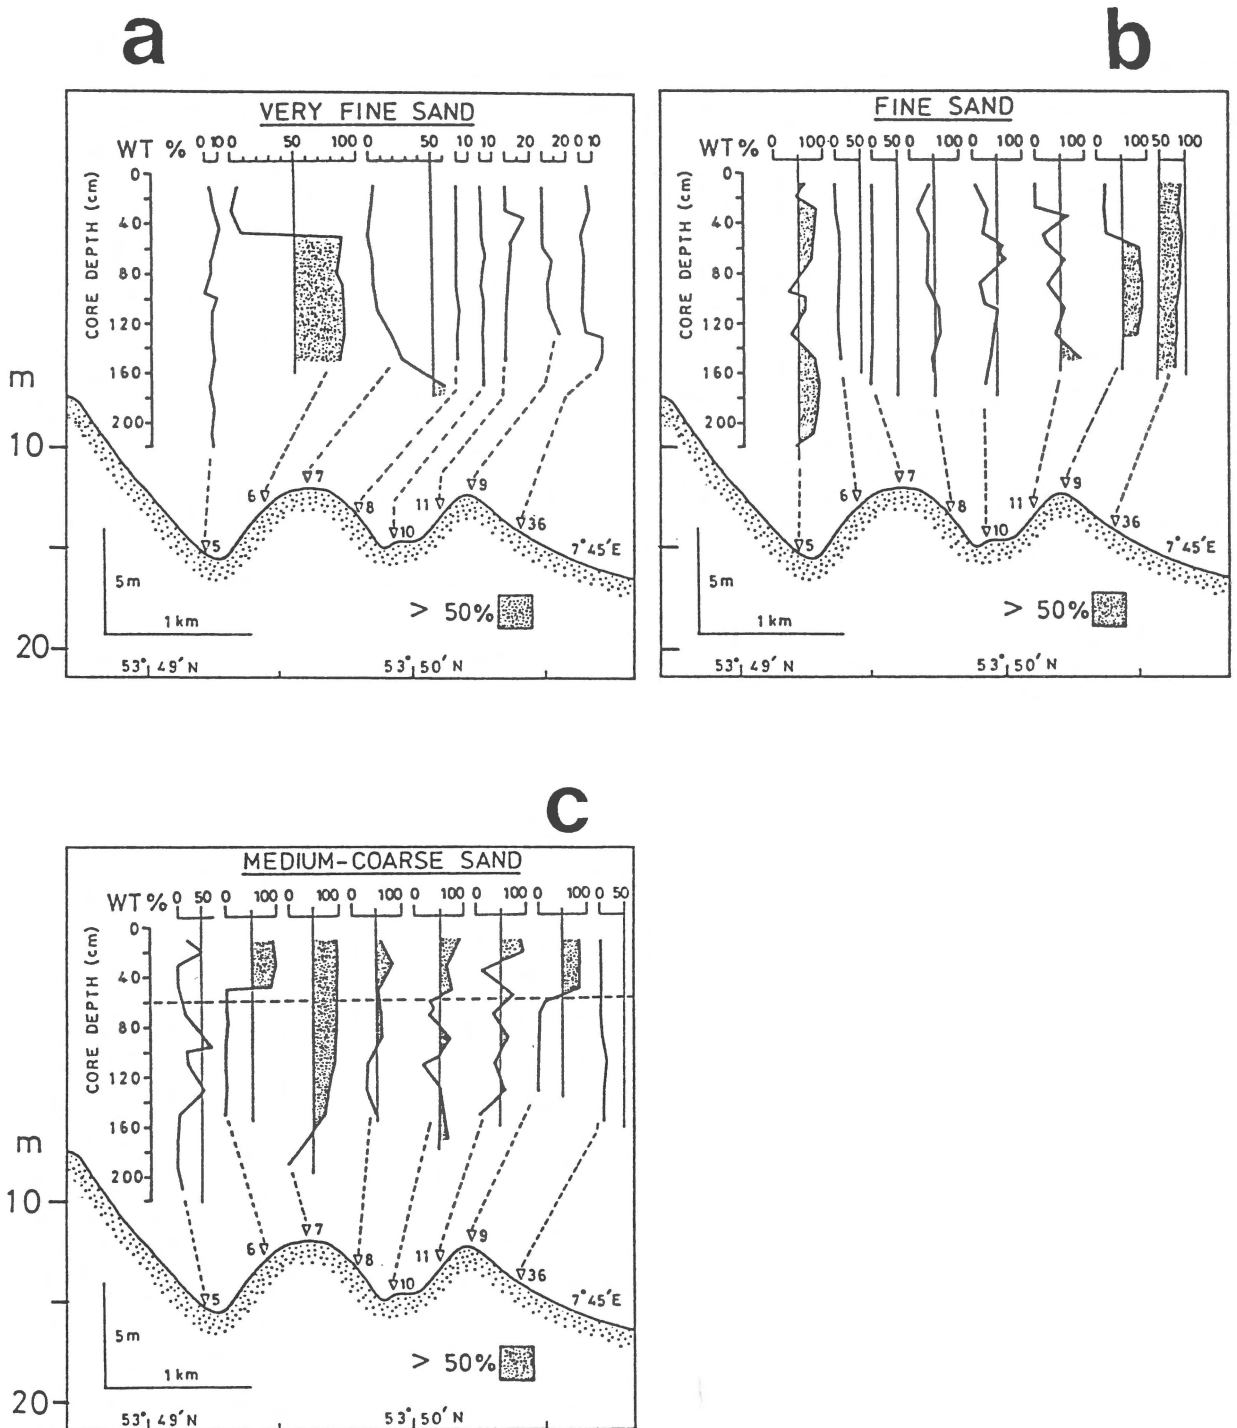 a
VERY FINE SAND
WT % 0 10 0 50 100 0 50 10 10 20 20 0 10
CORE DEPTH (cm)
0
40
80
120
160
200
m
10
20
5 6 7 8 10 11 9 36
7°45'E
5m
1 km
> 50%
53°49'N 53°50'N
b
FINE SAND
WT% 0 100 0 50 0 50 0 100 0 100 0 100 0 100 50 100
CORE DEPTH (cm)
0
40
80
120
160
200
5 6 7 8 10 11 9 36
7°45'E
5m
1 km
> 50%
53°49'N 53°50'N
c
MEDIUM-COARSE SAND
WT% 0 50 0 100 0 100 0 100 0 100 0 100 0 100 0 50
CORE DEPTH (cm)
0
40
80
120
160
200
m
10
20
5 6 7 8 10 11 9 36
7°45'E
5m
1 km
> 50%
53°49'N 53°50'N